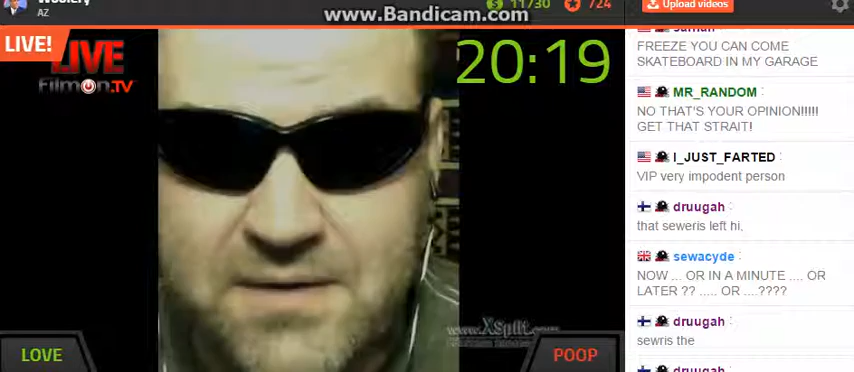 www.Bandicam.com
AZ
11730
724
Upload videos
LIVE!
LIVE
FilmOn.TV
20:19
FREEZE YOU CAN COME
SKATEBOARD IN MY GARAGE
MR_RANDOM :
NO THAT'S YOUR OPINION!!!!!
GET THAT STRAIT!
I_JUST_FARTED :
VIP very impodent person
druugah :
that seweris left hi,
sewacyde :
NOW ... OR IN A MINUTE .... OR
LATER ?? ..... OR ....????
druugah :
sewris the
druugah :
www.XSplit.com
LOVE
POOP